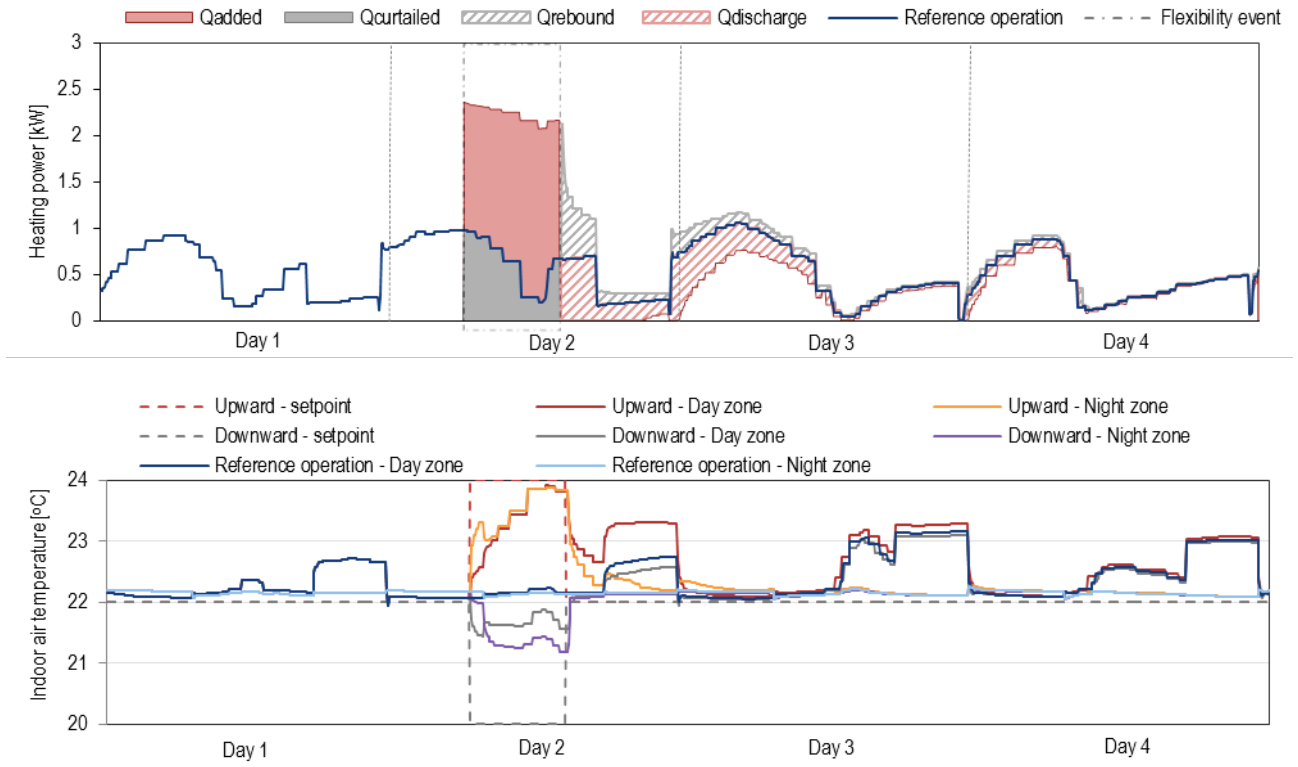 Qadded Qcurtailed Qrebound Qdischarge Reference operation Flexibility event
3
2.5
2
1.5
1
0.5
0
Heating power [kW]
Day 1 Day 2 Day 3 Day 4
Upward - setpoint Upward - Day zone Upward - Night zone
Downward - setpoint Downward - Day zone Downward - Night zone
Reference operation - Day zone Reference operation - Night zone
24
23
22
21
20
Indoor air temperature [ºC]
Day 1 Day 2 Day 3 Day 4